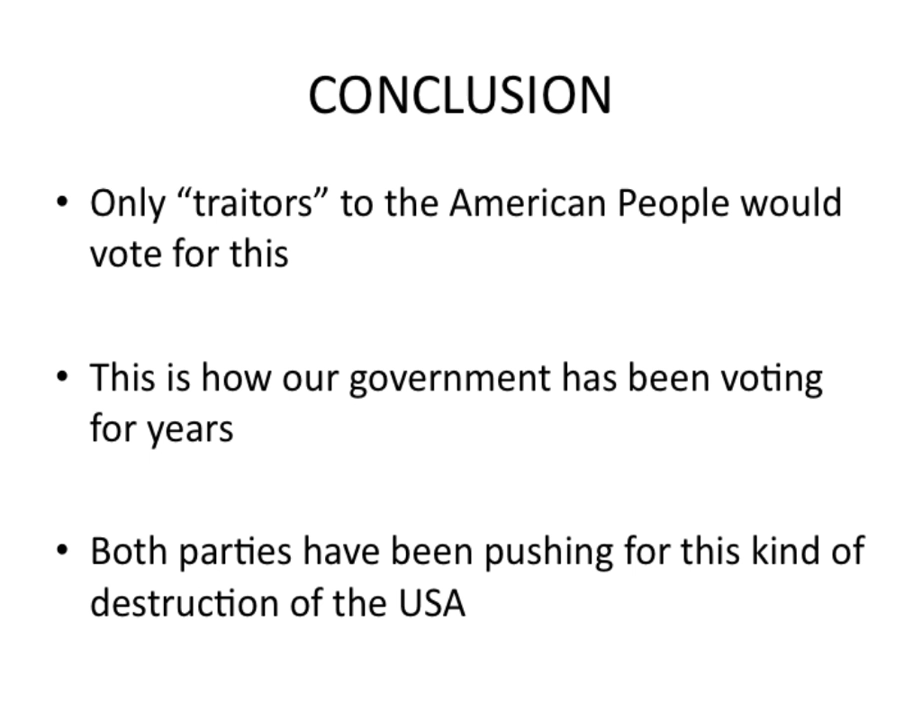 CONCLUSION
• Only “traitors” to the American People would
vote for this
• This is how our government has been voting
for years
• Both parties have been pushing for this kind of
destruction of the USA